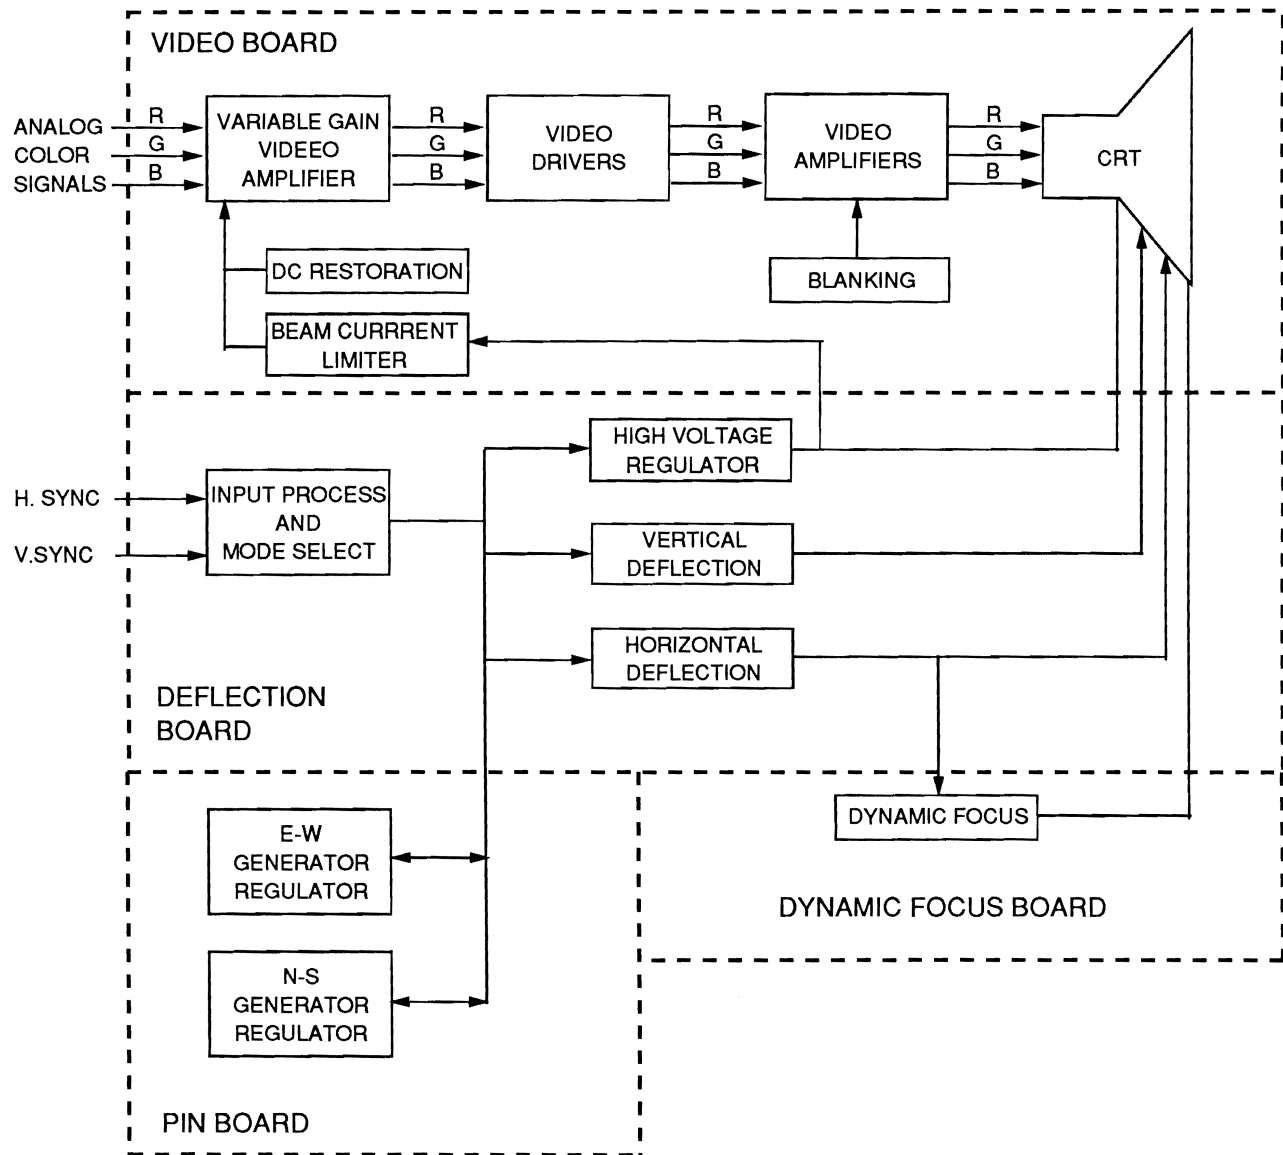 VIDEO BOARD
ANALOG
COLOR
SIGNALS
R
G
B
VARIABLE GAIN
VIDEEO
AMPLIFIER
R
G
B
VIDEO
DRIVERS
R
G
B
VIDEO
AMPLIFIERS
R
G
B
CRT
DC RESTORATION
BLANKING
BEAM CURRRENT
LIMITER
HIGH VOLTAGE
REGULATOR
H. SYNC
V.SYNC
INPUT PROCESS
AND
MODE SELECT
VERTICAL
DEFLECTION
HORIZONTAL
DEFLECTION
DEFLECTION
BOARD
E-W
GENERATOR
REGULATOR
DYNAMIC FOCUS
DYNAMIC FOCUS BOARD
N-S
GENERATOR
REGULATOR
PIN BOARD